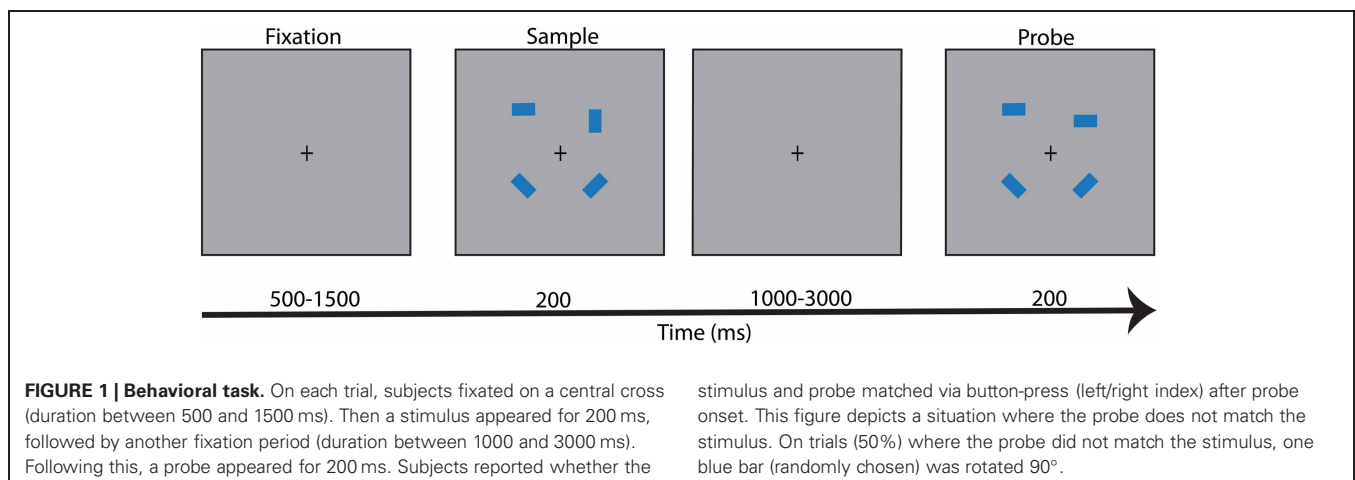 Fixation
Sample
Probe
500-1500
200
1000-3000
200
Time (ms)
FIGURE 1 | Behavioral task. On each trial, subjects fixated on a central cross
(duration between 500 and 1500 ms). Then a stimulus appeared for 200 ms,
followed by another fixation period (duration between 1000 and 3000 ms).
Following this, a probe appeared for 200 ms. Subjects reported whether the
stimulus and probe matched via button-press (left/right index) after probe
onset. This figure depicts a situation where the probe does not match the
stimulus. On trials (50%) where the probe did not match the stimulus, one
blue bar (randomly chosen) was rotated 90°.